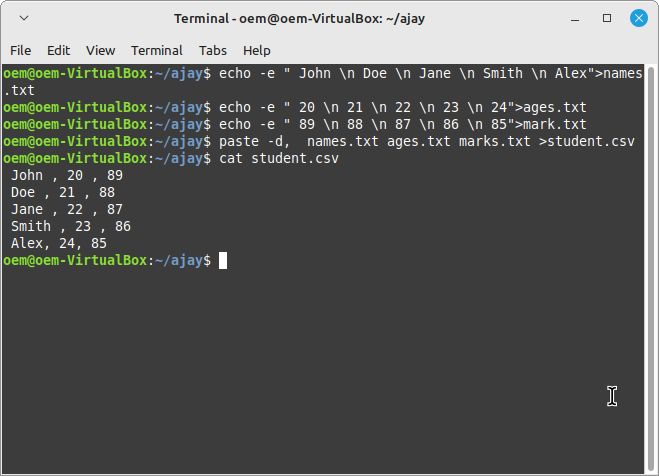 Terminal - oem@oem-VirtualBox: ~/ajay
File Edit View Terminal Tabs Help
oem@oem-VirtualBox:~/ajay$ echo -e " John \n Doe \n Jane \n Smith \n Alex">names
.txt
oem@oem-VirtualBox:~/ajay$ echo -e " 20 \n 21 \n 22 \n 23 \n 24">ages.txt
oem@oem-VirtualBox:~/ajay$ echo -e " 89 \n 88 \n 87 \n 86 \n 85">mark.txt
oem@oem-VirtualBox:~/ajay$ paste -d,  names.txt ages.txt marks.txt >student.csv
oem@oem-VirtualBox:~/ajay$ cat student.csv
 John , 20 , 89
 Doe , 21 , 88
 Jane , 22 , 87
 Smith , 23 , 86
 Alex, 24, 85
oem@oem-VirtualBox:~/ajay$